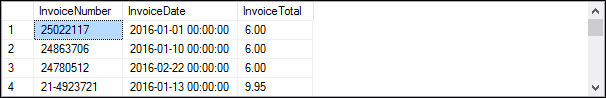 InvoiceNumber InvoiceDate InvoiceTotal
1 25022117 2016-01-01 00:00:00 6.00
2 24863706 2016-01-10 00:00:00 6.00
3 24780512 2016-02-22 00:00:00 6.00
4 21-4923721 2016-01-13 00:00:00 9.95